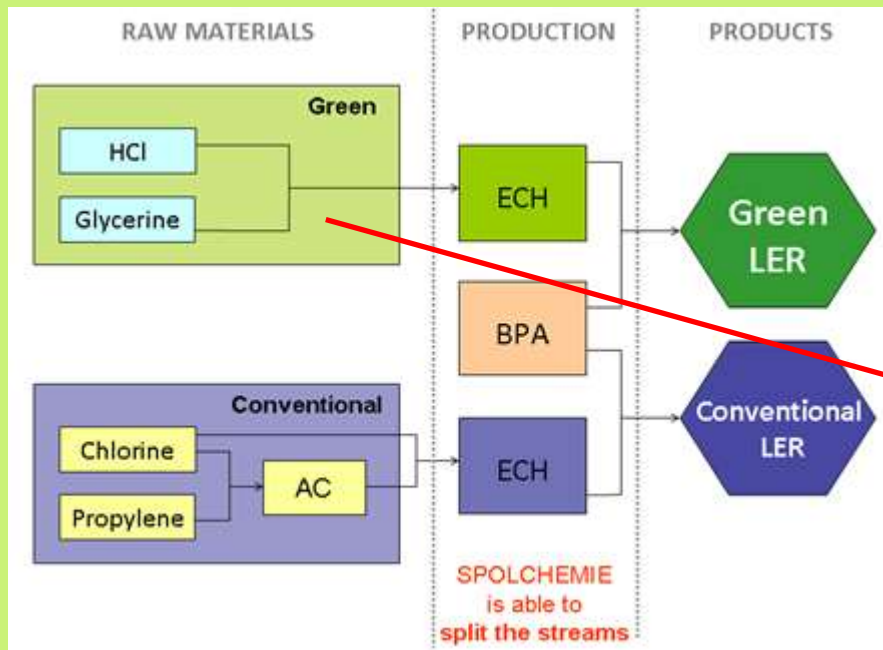 RAW MATERIALS
PRODUCTION
PRODUCTS
Green
HCl
Glycerine
ECH
Green
LER
BPA
Conventional
Chlorine
AC
Propylene
ECH
Conventional
LER
SPOLCHEMIE
is able to
split the streams